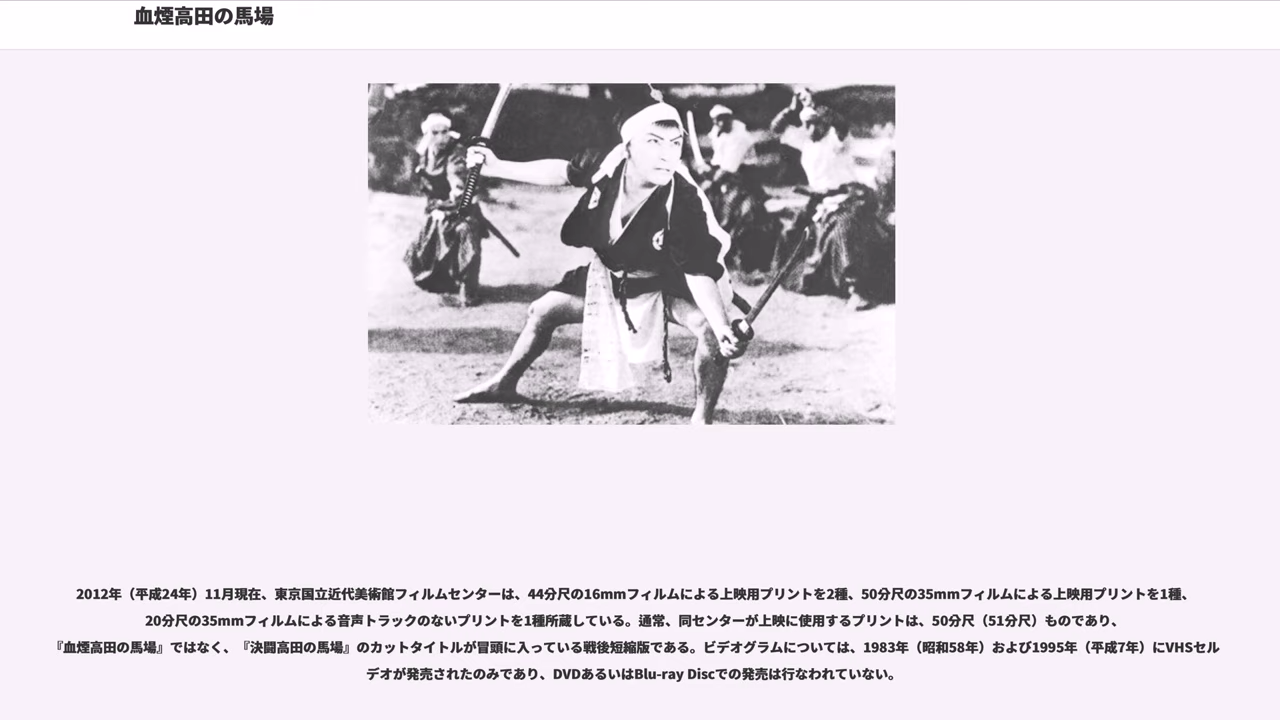 血煙高田の馬場
2012年（平成24年）11月現在、東京国立近代美術館フィルムセンターは、44分尺の16mmフィルムによる上映用プリントを2種、50分尺の35mmフィルムによる上映用プリントを1種、
20分尺の35mmフィルムによる音声トラックのないプリントを1種所蔵している。通常、同センターが上映に使用するプリントは、50分尺（51分尺）ものであり、
『血煙高田の馬場』ではなく、『決闘高田の馬場』のカットタイトルが冒頭に入っている戦後短縮版である。ビデオグラムについては、1983年（昭和58年）および1995年（平成7年）にVHSセル
デオが発売されたのみであり、DVDあるいはBlu-ray Discでの発売は行なわれていない。